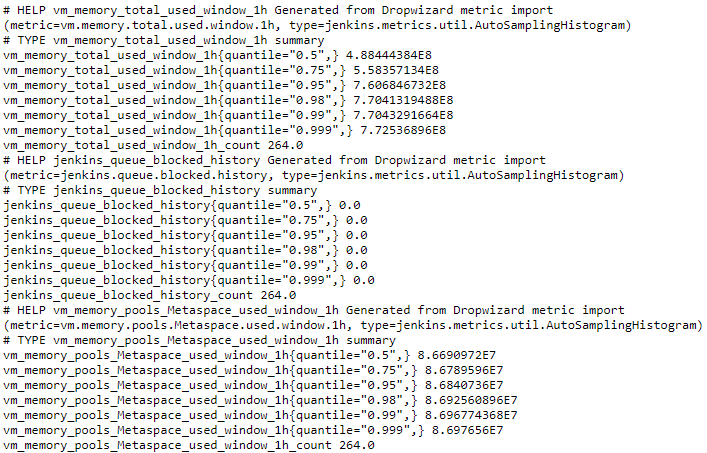 # HELP vm_memory_total_used_window_1h Generated from Dropwizard metric import
(metric=vm.memory.total.used.window.1h, type=jenkins.metrics.util.AutoSamplingHistogram)
# TYPE vm_memory_total_used_window_1h summary
vm_memory_total_used_window_1h{quantile="0.5",} 4.88444384E8
vm_memory_total_used_window_1h{quantile="0.75",} 5.58357134E8
vm_memory_total_used_window_1h{quantile="0.95",} 7.606846732E8
vm_memory_total_used_window_1h{quantile="0.98",} 7.7041319488E8
vm_memory_total_used_window_1h{quantile="0.99",} 7.7043291664E8
vm_memory_total_used_window_1h{quantile="0.999",} 7.72536896E8
vm_memory_total_used_window_1h_count 264.0
# HELP jenkins_queue_blocked_history Generated from Dropwizard metric import
(metric=jenkins.queue.blocked.history, type=jenkins.metrics.util.AutoSamplingHistogram)
# TYPE jenkins_queue_blocked_history summary
jenkins_queue_blocked_history{quantile="0.5",} 0.0
jenkins_queue_blocked_history{quantile="0.75",} 0.0
jenkins_queue_blocked_history{quantile="0.95",} 0.0
jenkins_queue_blocked_history{quantile="0.98",} 0.0
jenkins_queue_blocked_history{quantile="0.99",} 0.0
jenkins_queue_blocked_history{quantile="0.999",} 0.0
jenkins_queue_blocked_history_count 264.0
# HELP vm_memory_pools_Metaspace_used_window_1h Generated from Dropwizard metric import
(metric=vm.memory.pools.Metaspace.used.window.1h, type=jenkins.metrics.util.AutoSamplingHistogram)
# TYPE vm_memory_pools_Metaspace_used_window_1h summary
vm_memory_pools_Metaspace_used_window_1h{quantile="0.5",} 8.6690972E7
vm_memory_pools_Metaspace_used_window_1h{quantile="0.75",} 8.6789596E7
vm_memory_pools_Metaspace_used_window_1h{quantile="0.95",} 8.6840736E7
vm_memory_pools_Metaspace_used_window_1h{quantile="0.98",} 8.692560896E7
vm_memory_pools_Metaspace_used_window_1h{quantile="0.99",} 8.696774368E7
vm_memory_pools_Metaspace_used_window_1h{quantile="0.999",} 8.697656E7
vm_memory_pools_Metaspace_used_window_1h_count 264.0